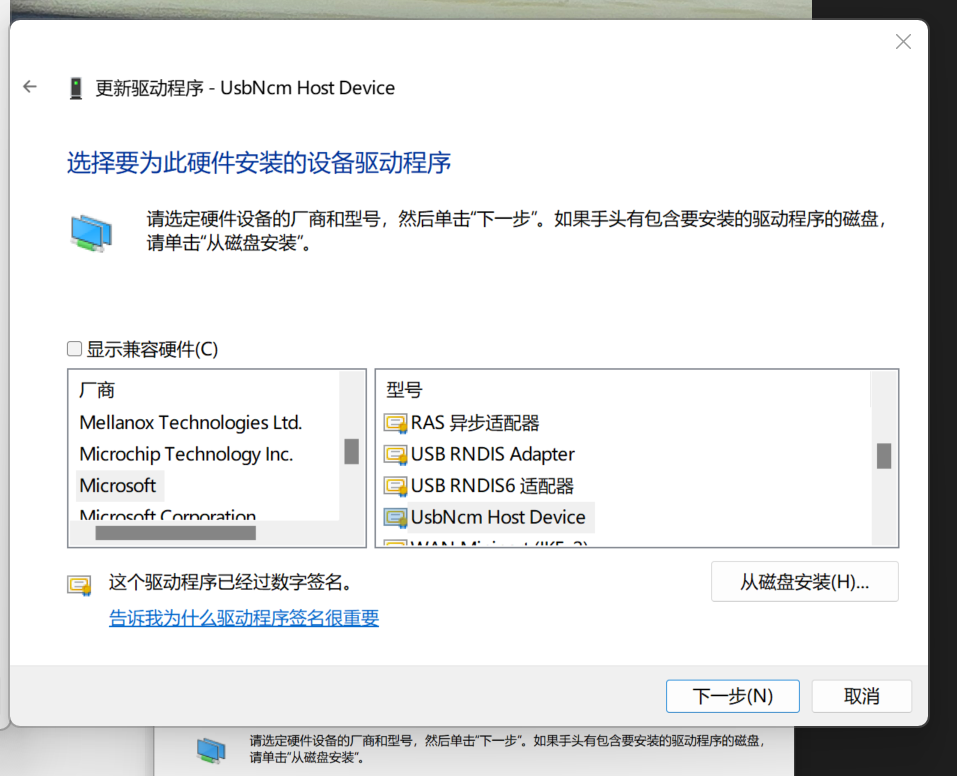 更新驱动程序 - UsbNcm Host Device
选择要为此硬件安装的设备驱动程序
请选定硬件设备的厂商和型号，然后单击“下一步”。如果手头有包含要安装的驱动程序的磁盘，
请单击“从磁盘安装”。
显示兼容硬件(C)
厂商
Mellanox Technologies Ltd.
Microchip Technology Inc.
Microsoft
Microsoft Corporation
型号
RAS 异步适配器
USB RNDIS Adapter
USB RNDIS6 适配器
UsbNcm Host Device
这个驱动程序已经过数字签名。
告诉我为什么驱动程序签名很重要
从磁盘安装(H)...
下一步(N)
取消
请选定硬件设备的厂商和型号，然后单击“下一步”。如果手头有包含要安装的驱动程序的磁盘，
请单击“从磁盘安装”。